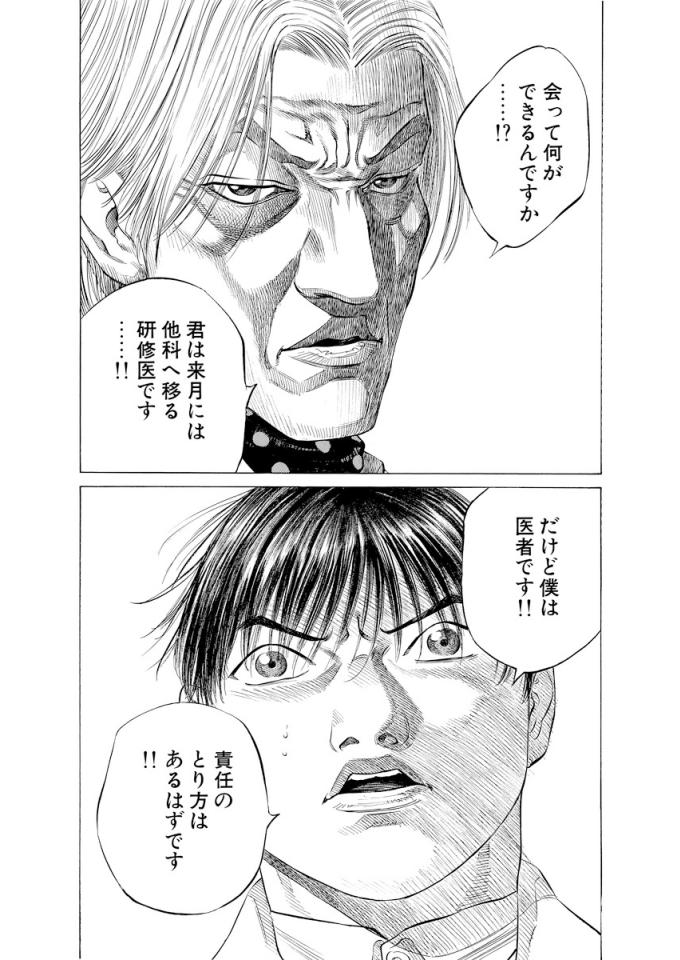 会って何が
できるんですか
……!?
君は来月には
他科へ移る
研修医です
……!!
だけど僕は
医者です!!
責任の
とり方は
あるはずです
!!